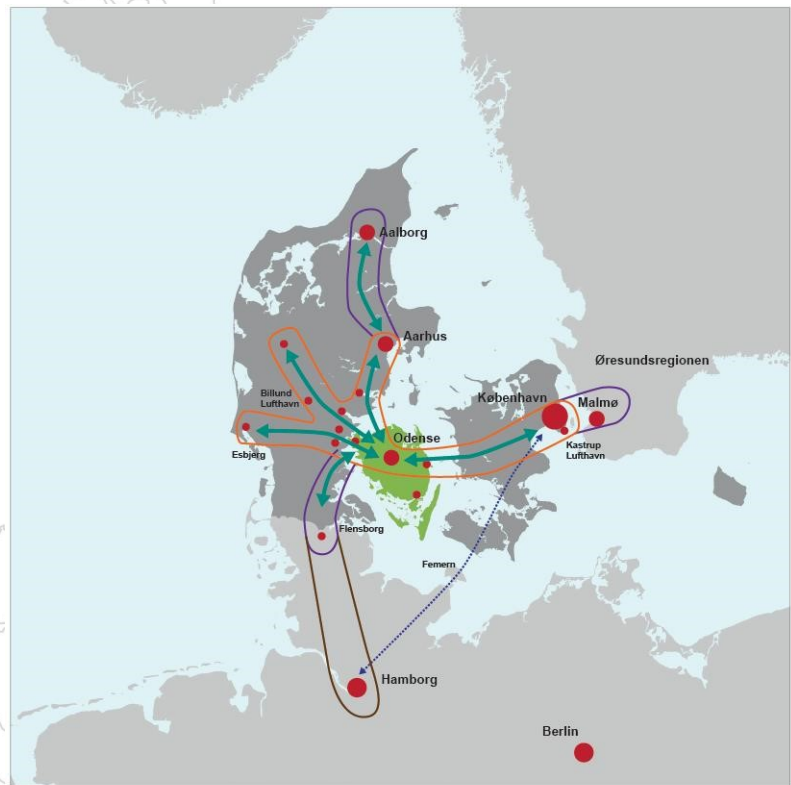 Aalborg
Aarhus
Øresundsregionen
Billund
Lufthavn
København
Malmø
Odense
Kastrup
Lufthavn
Esbjerg
Flensborg
Femern
Hamborg
Berlin